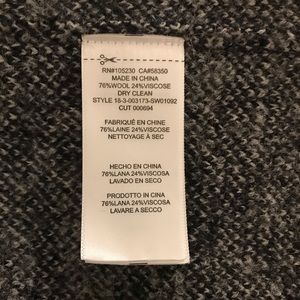 RN#105230 CA#58350
MADE IN CHINA
76%WOOL 24%VISCOSE
DRY CLEAN
STYLE 18-3-003173-SW01092
CUT 000694
FABRIQUÉ EN CHINE
76%LAINE 24%VISCOSE
NETTOYAGE À SEC
HECHO EN CHINA
76%LANA 24%VISCOSA
LAVADO EN SECO
PRODOTTO IN CINA
76%LANA 24%VISCOSA
LAVARE A SECCO